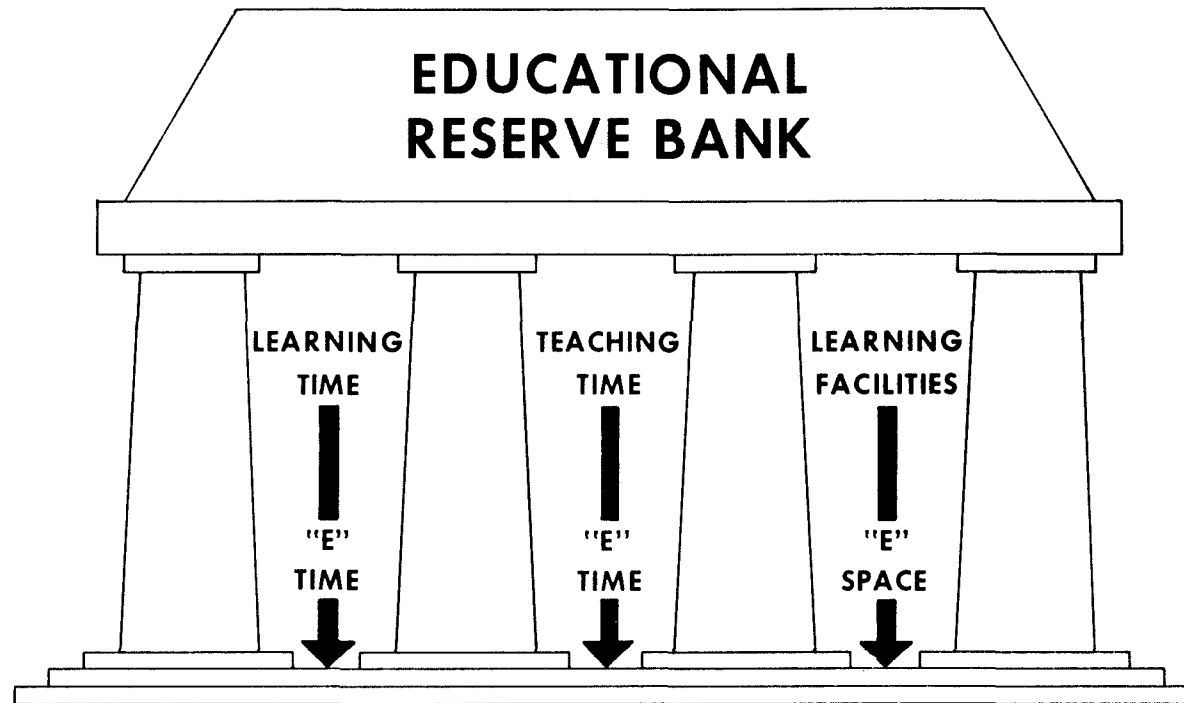 EDUCATIONAL
RESERVE BANK
LEARNING
TIME
"E"
TIME
TEACHING
TIME
"E"
TIME
LEARNING
FACILITIES
"E"
SPACE